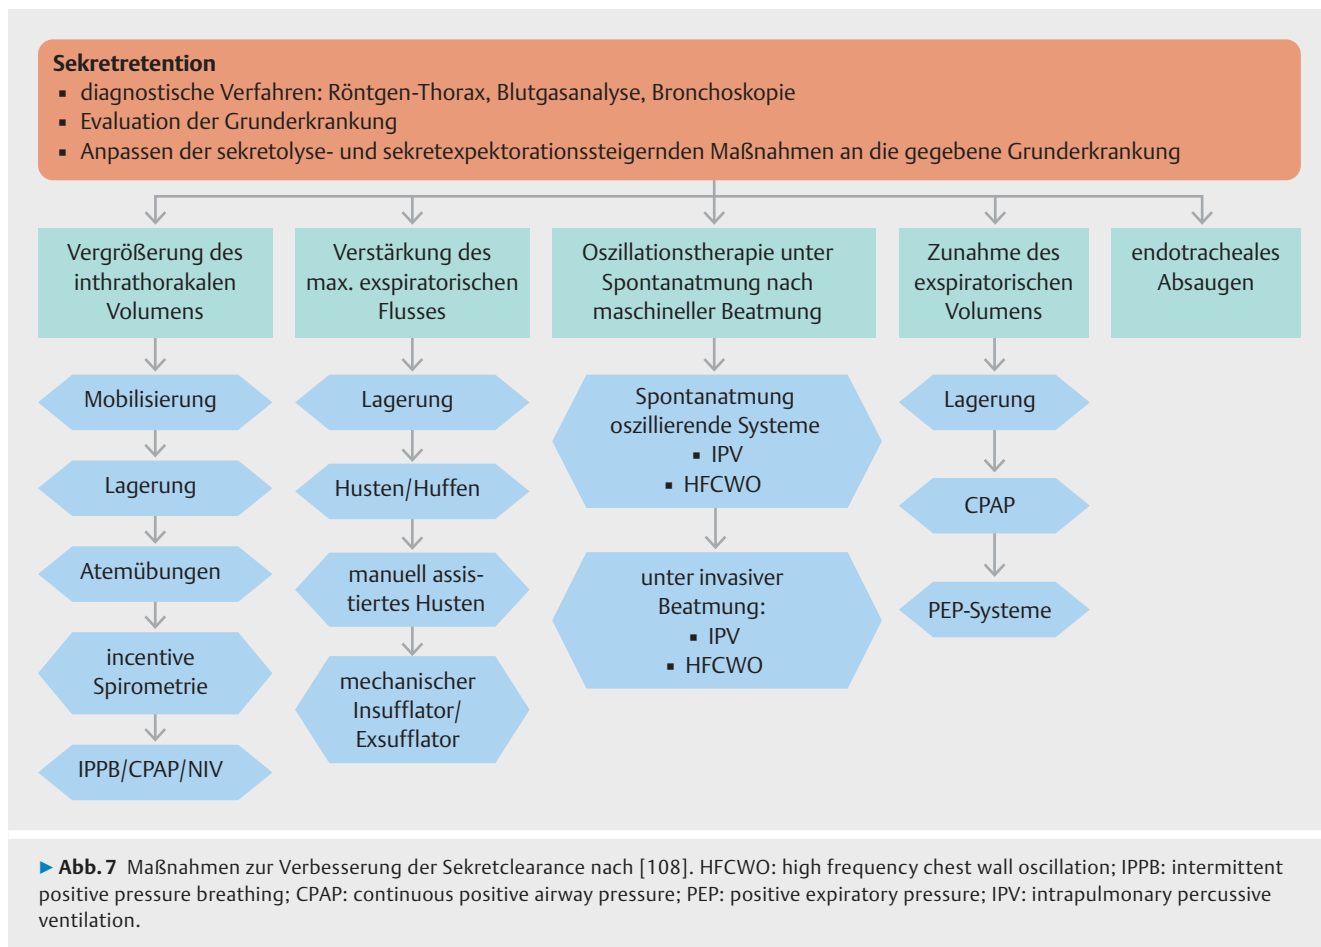 Sekretretention
▪ diagnostische Verfahren: Röntgen-Thorax, Blutgasanalyse, Bronchoskopie
▪ Evaluation der Grunderkrankung
▪ Anpassen der sekretolyse- und sekretexpektorationssteigernden Maßnahmen an die gegebene Grunderkrankung
Vergrößerung des
inthrathorakalen
Volumens
Mobilisierung
Lagerung
Atemübungen
incentive
Spirometrie
IPPB/CPAP/NIV
Verstärkung des
max. exspiratorischen
Flusses
Lagerung
Husten/Huffen
manuell assis-
tiertes Husten
mechanischer
Insufflator/
Exsufflator
Oszillationstherapie unter
Spontanatmung nach
maschineller Beatmung
Spontanatmung
oszillierende Systeme
▪ IPV
▪ HFCWO
unter invasiver
Beatmung:
▪ IPV
▪ HFCWO
Zunahme des
exspiratorischen
Volumens
Lagerung
CPAP
PEP-Systeme
endotracheales
Absaugen
▶ Abb. 7 Maßnahmen zur Verbesserung der Sekretclearance nach [108]. HFCWO: high frequency chest wall oscillation; IPPB: intermittent
positive pressure breathing; CPAP: continuous positive airway pressure; PEP: positive expiratory pressure; IPV: intrapulmonary percussive
ventilation.